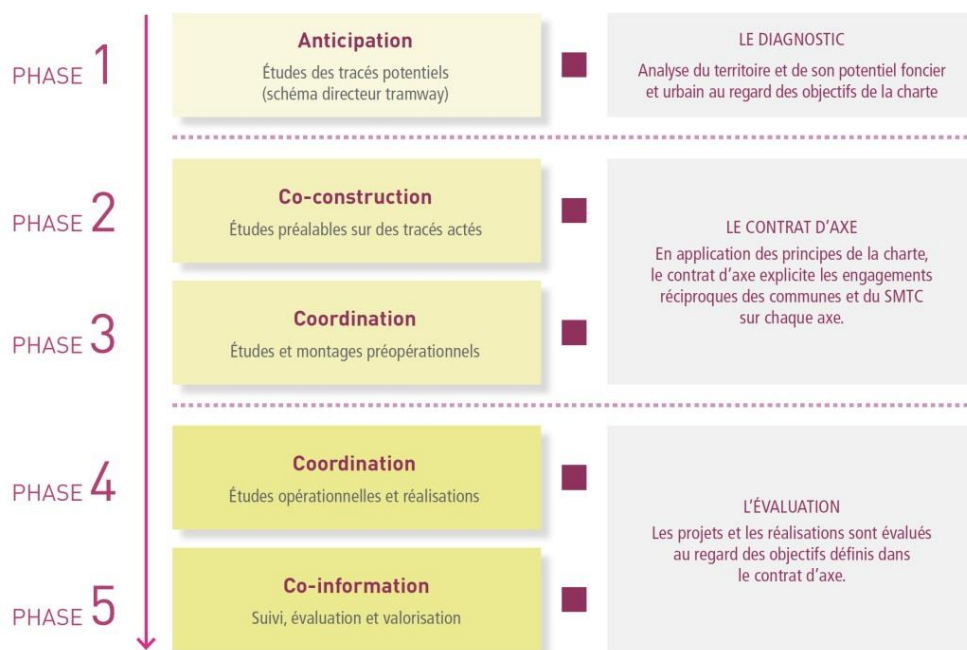 PHASE 1
Anticipation
Études des tracés potentiels
(schéma directeur tramway)
LE DIAGNOSTIC
Analyse du territoire et de son potentiel foncier
et urbain au regard des objectifs de la charte
PHASE 2
Co-construction
Études préalables sur des tracés actés
LE CONTRAT D’AXE
En application des principes de la charte,
le contrat d’axe explicite les engagements
réciproques des communes et du SMTC
sur chaque axe.
PHASE 3
Coordination
Études et montages préopérationnels
PHASE 4
Coordination
Études opérationnelles et réalisations
L’ÉVALUATION
Les projets et les réalisations sont évalués
au regard des objectifs définis dans
le contrat d’axe.
PHASE 5
Co-information
Suivi, évaluation et valorisation